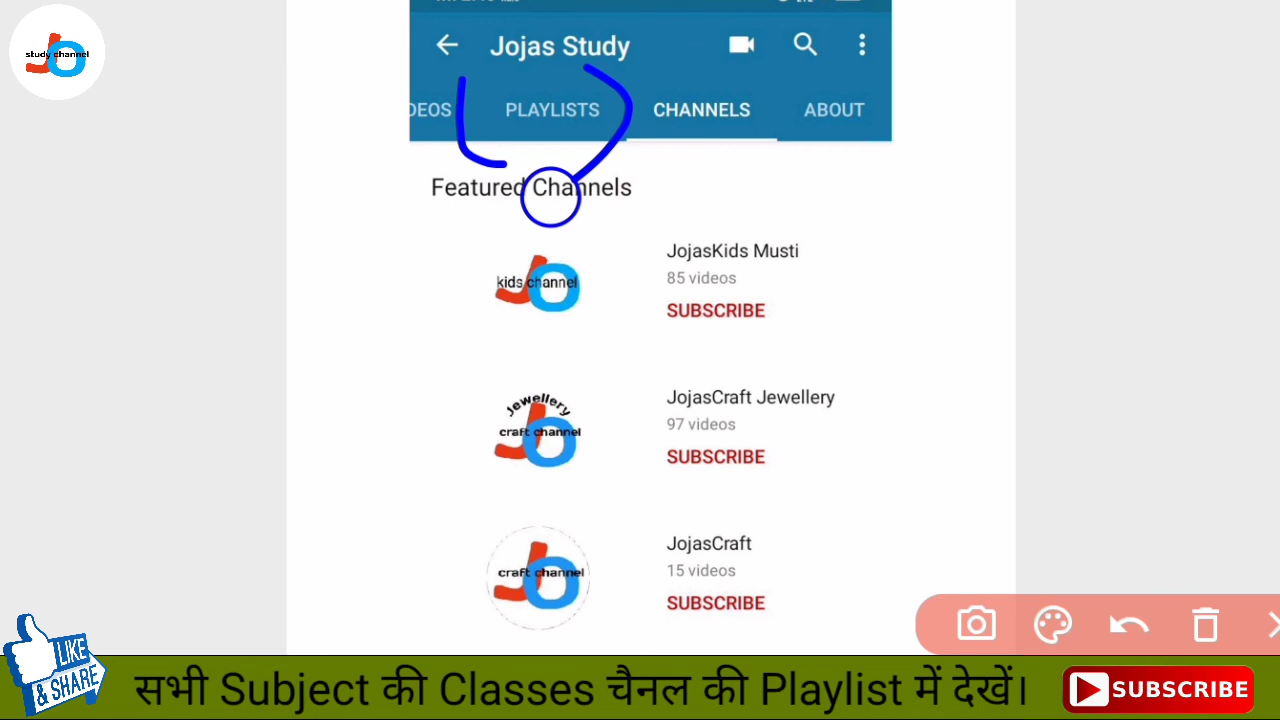 study channel
Jojas Study
DEOS PLAYLISTS CHANNELS ABOUT
Featured Channels
kids channel
JojasKids Musti
85 videos
SUBSCRIBE
Jewellery
craft channel
JojasCraft Jewellery
97 videos
SUBSCRIBE
craft channel
JojasCraft
15 videos
SUBSCRIBE
LIKE
& SHARE
सभी Subject की Classes चैनल की Playlist में देखें।
SUBSCRIBE